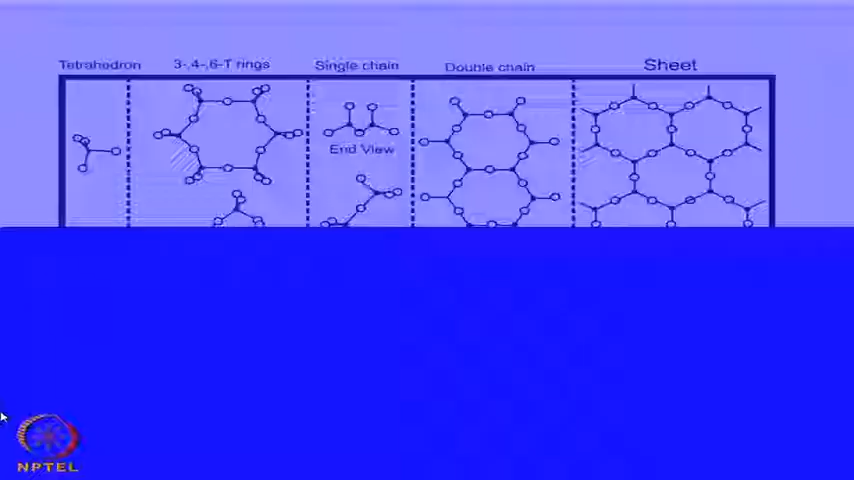 Tetrahedron 3-,4-,6-T rings Single chain Double chain Sheet
End View
NPTEL